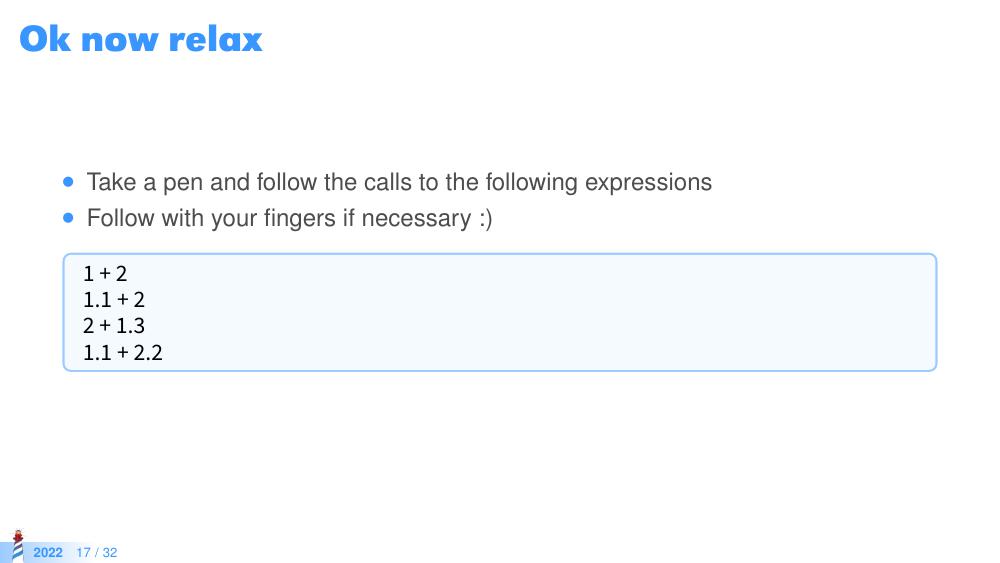 Ok now relax
Take a pen and follow the calls to the following expressions
Follow with your fingers if necessary :)
1 + 2
1.1 + 2
2 + 1.3
1.1 + 2.2
2022 17 / 32